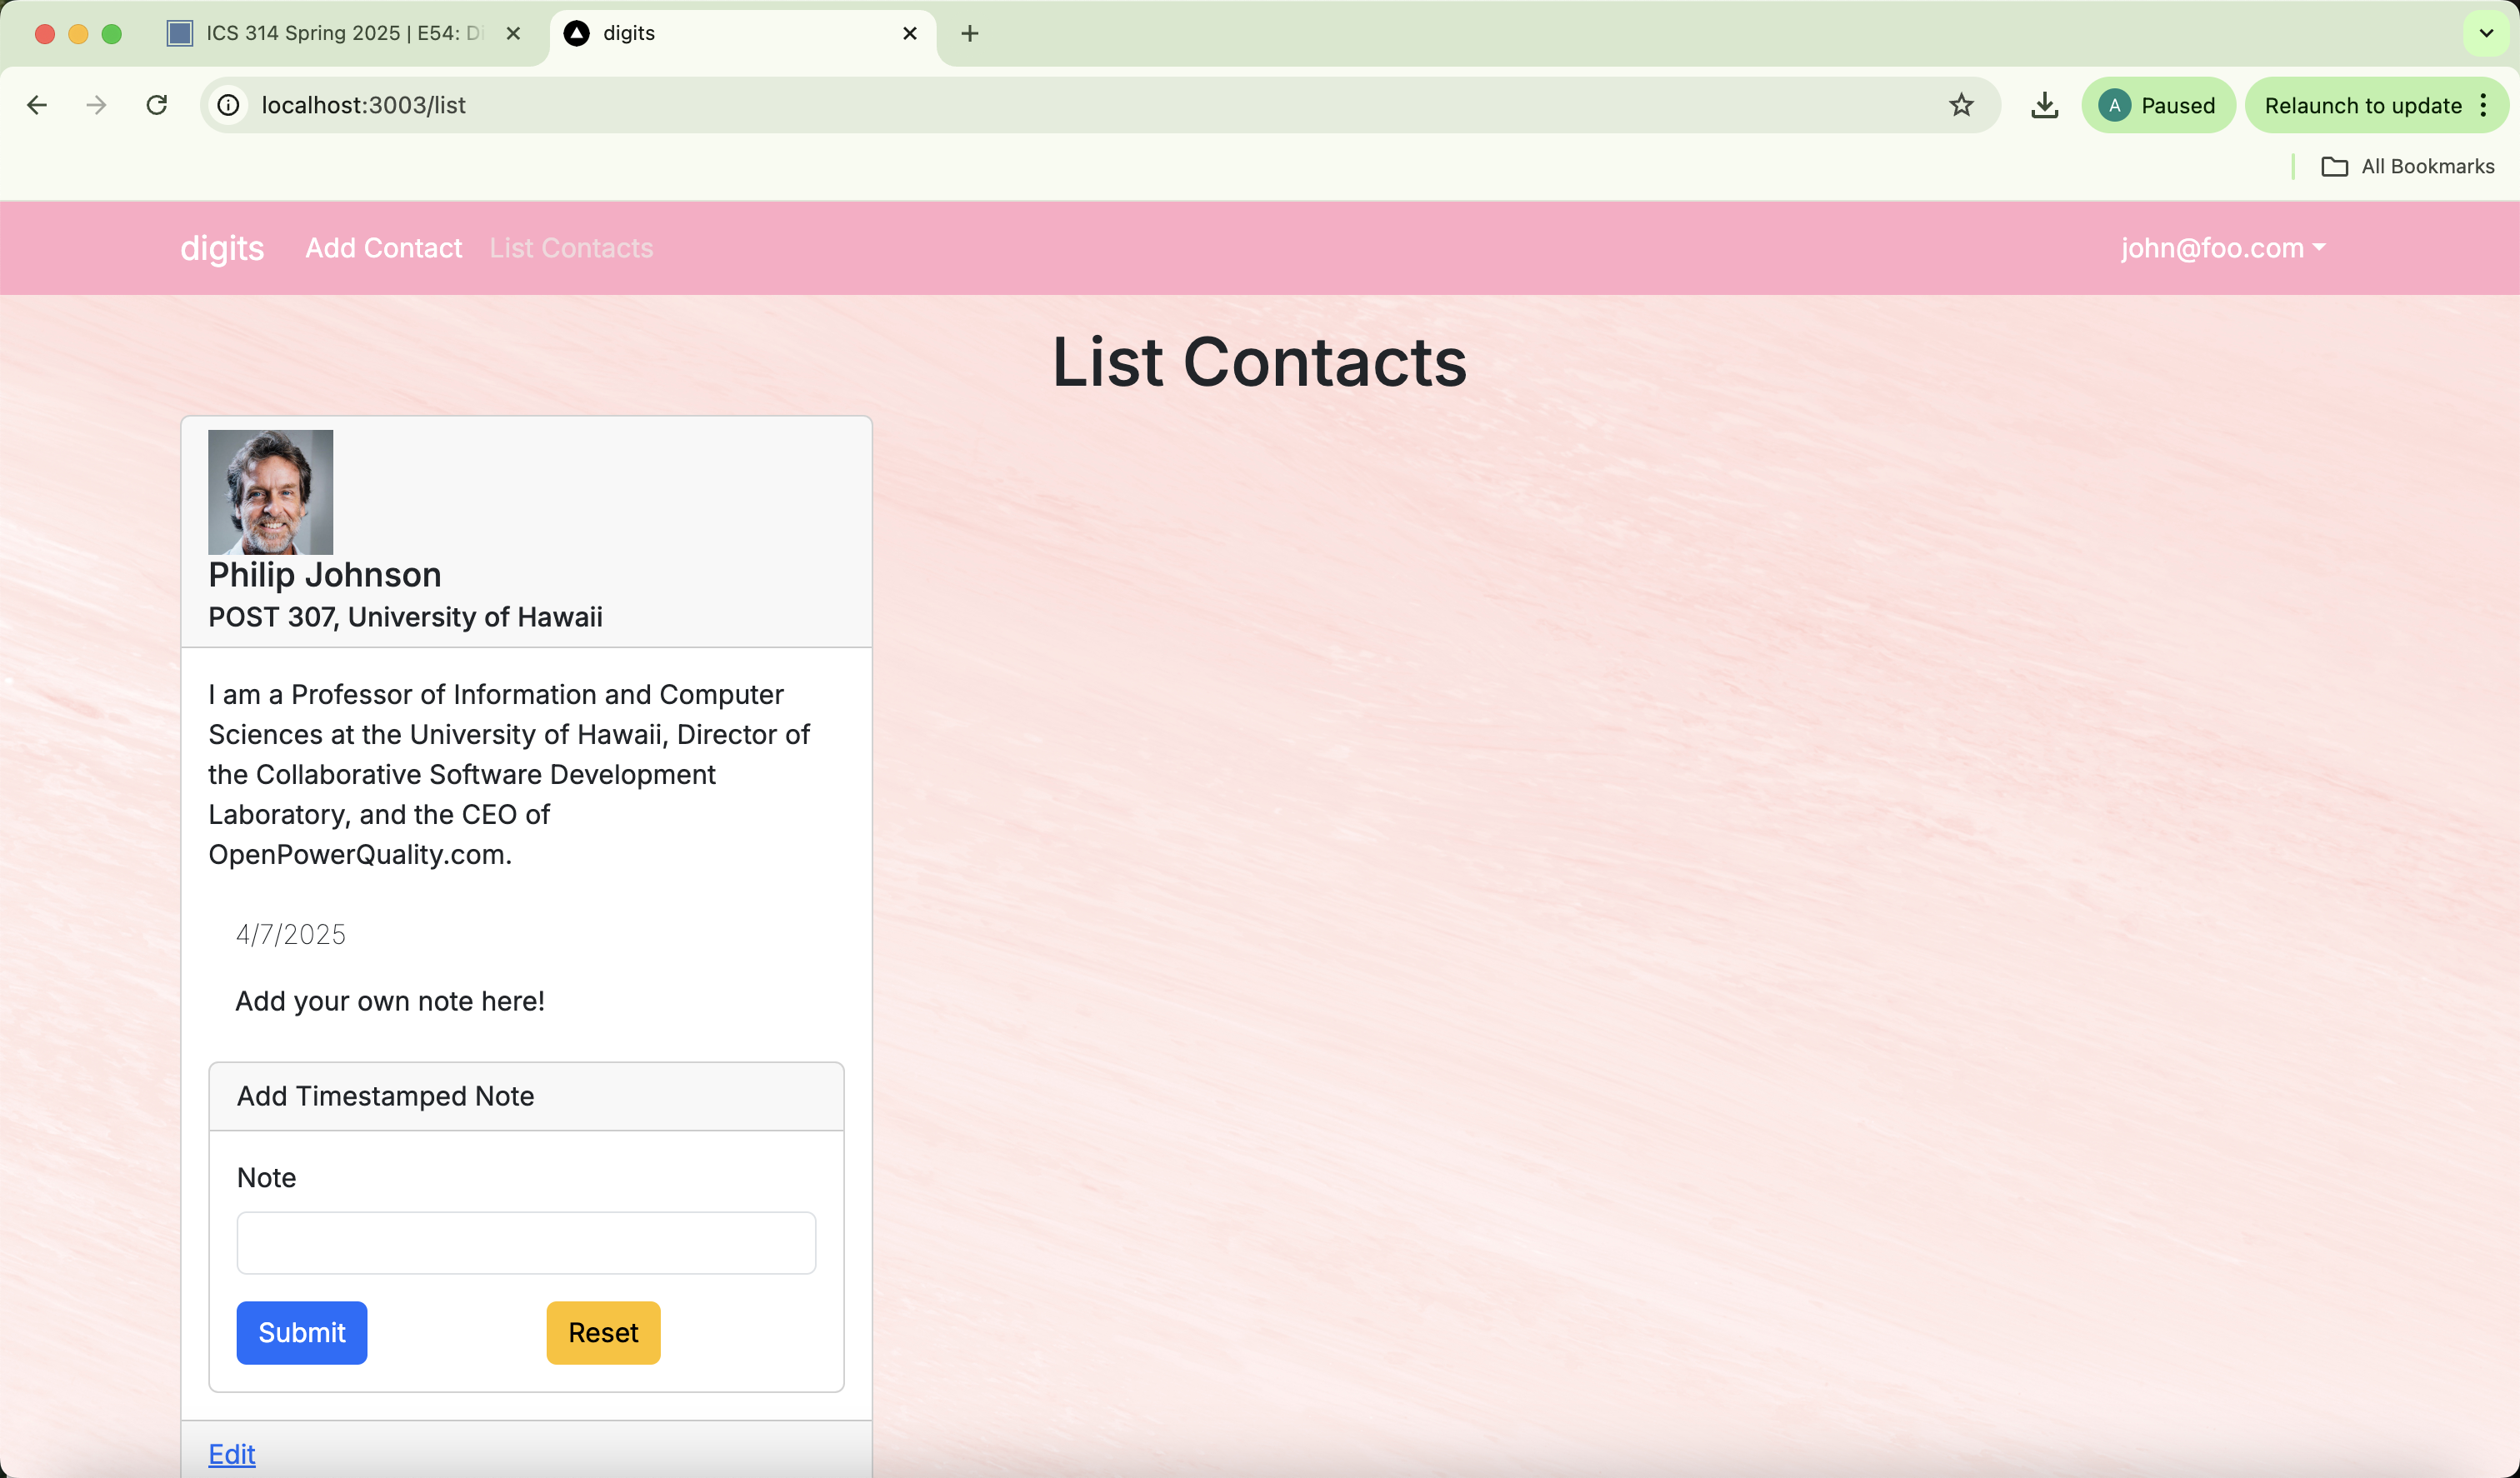 ICS 314 Spring 2025 | E54: Di
digits
localhost:3003/list
A Paused
Relaunch to update
All Bookmarks
digits Add Contact List Contacts john@foo.com
List Contacts
Philip Johnson
POST 307, University of Hawaii
I am a Professor of Information and Computer
Sciences at the University of Hawaii, Director of
the Collaborative Software Development
Laboratory, and the CEO of
OpenPowerQuality.com.
4/7/2025
Add your own note here!
Add Timestamped Note
Note
Submit Reset
Edit